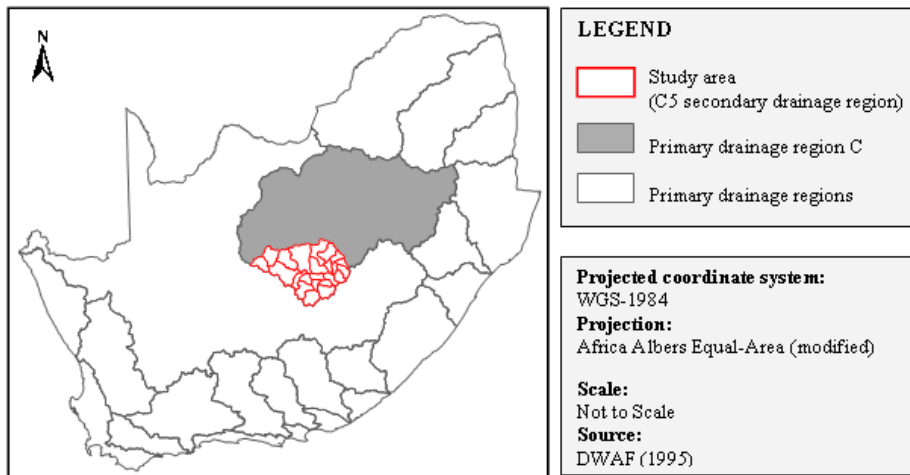 N
LEGEND
Study area
(C5 secondary drainage region)
Primary drainage region C
Primary drainage regions
Projected coordinate system:
WGS-1984
Projection:
Africa Albers Equal-Area (modified)
Scale:
Not to Scale
Source:
DWAF (1995)